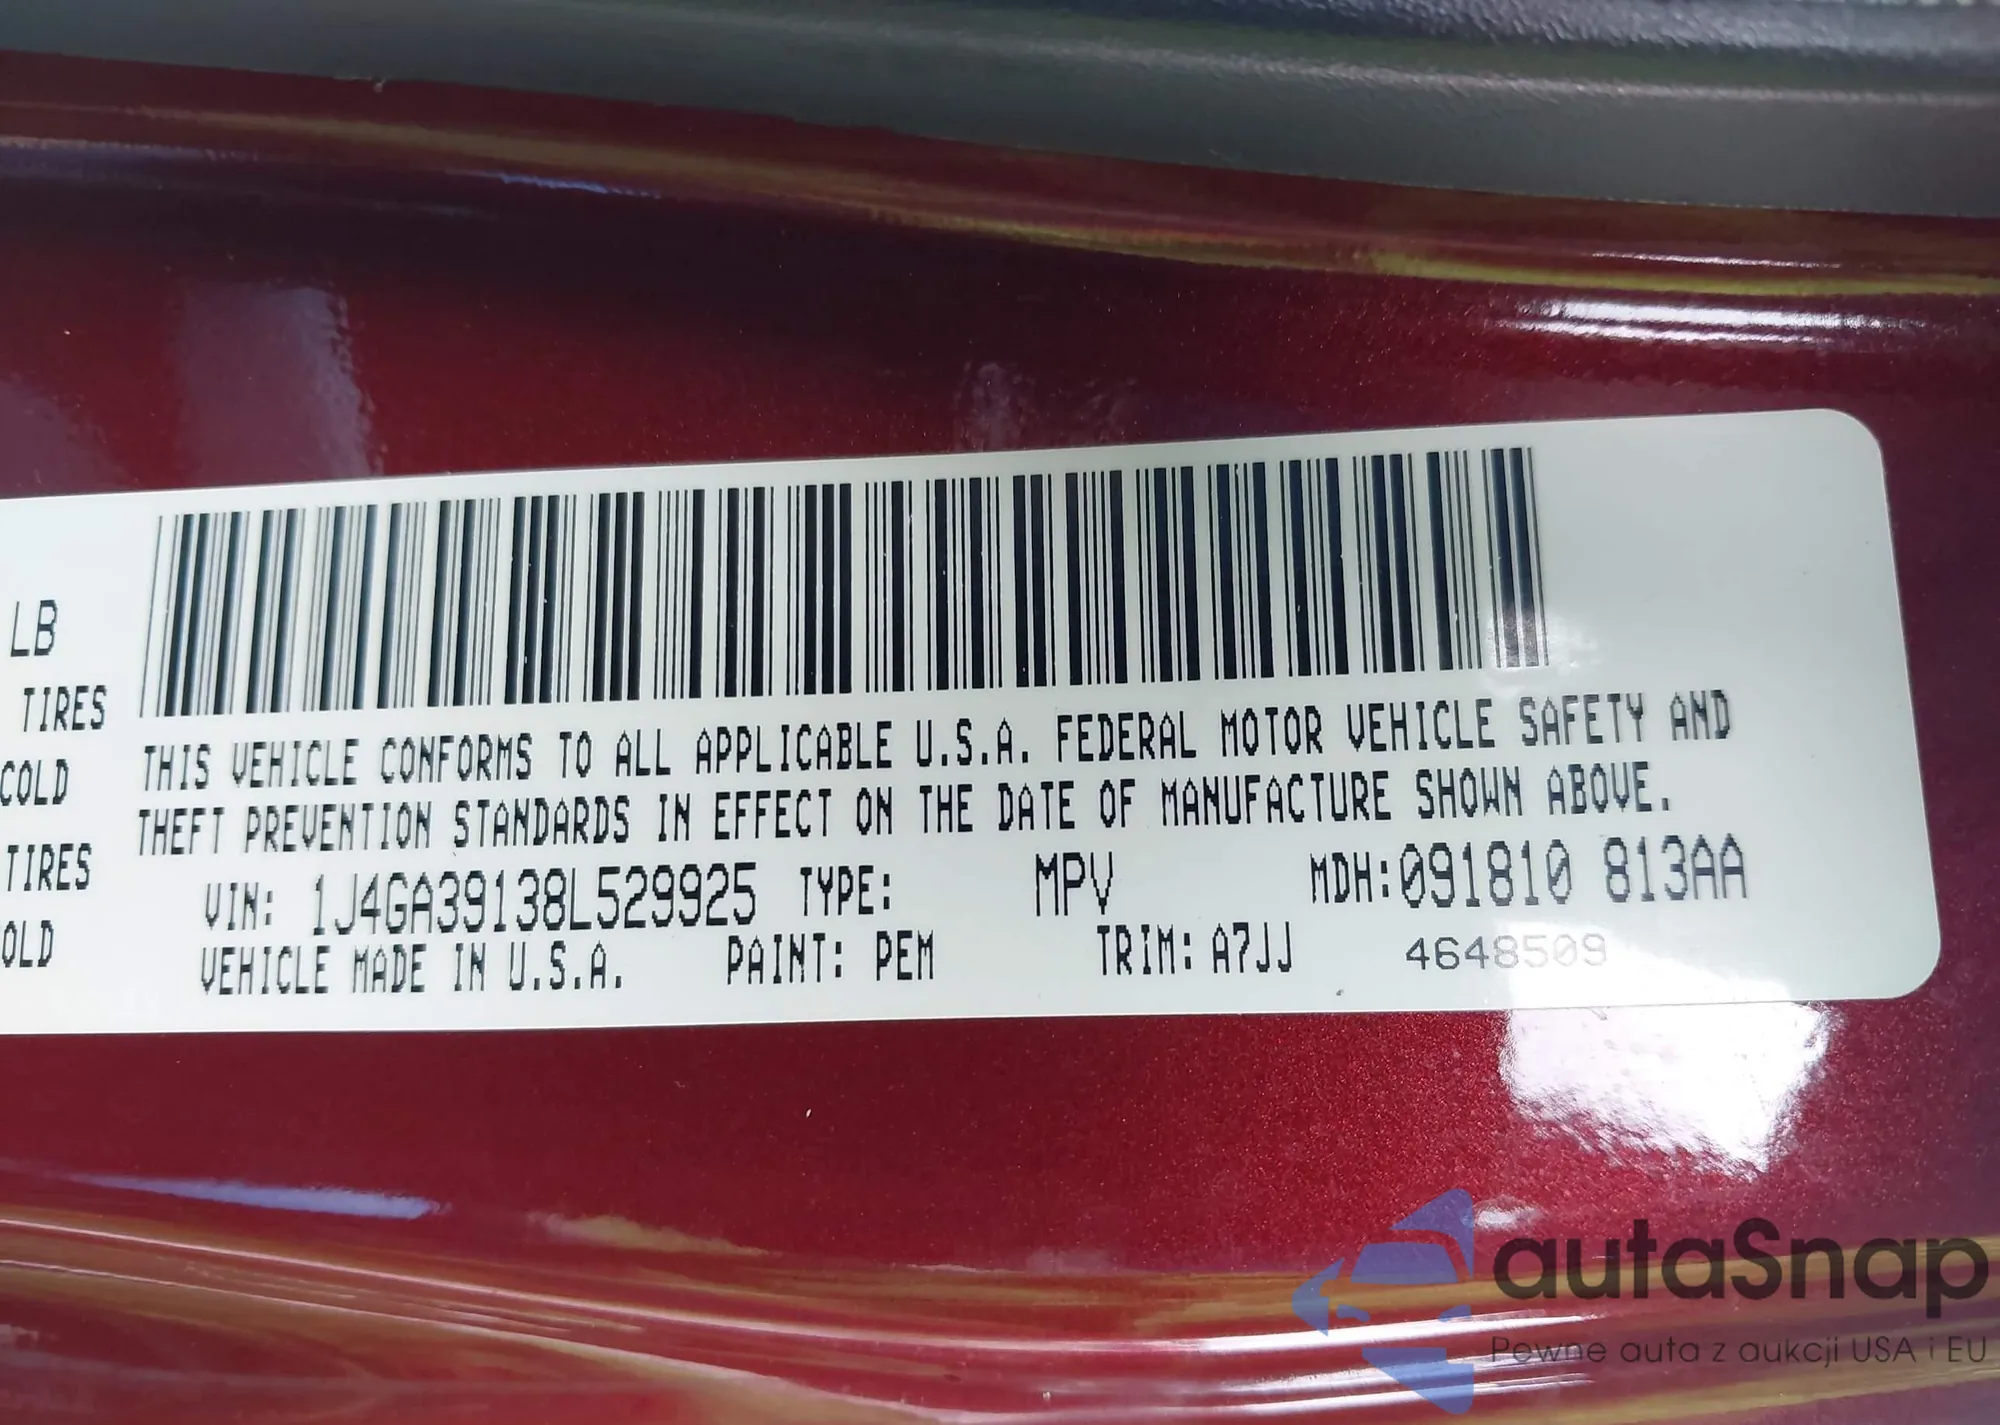 LB
TIRES
COLD
TIRES
OLD
THIS VEHICLE CONFORMS TO ALL APPLICABLE U.S.A. FEDERAL MOTOR VEHICLE SAFETY AND
THEFT PREVENTION STANDARDS IN EFFECT ON THE DATE OF MANUFACTURE SHOWN ABOVE.
VIN: 1J4GA39138L529925 TYPE: MPV MDH:091810 813AA
VEHICLE MADE IN U.S.A. PAINT: PEM TRIM: A7JJ 4648509
autaSnap
Pewne auta z aukcji USA i EU